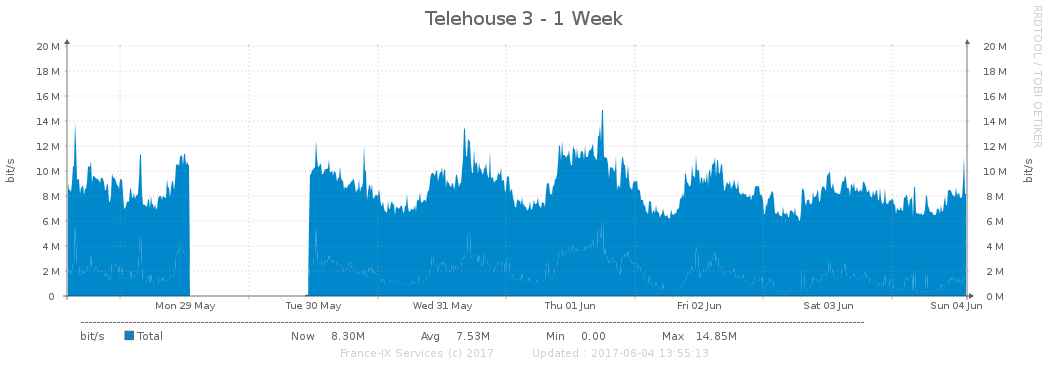 Telehouse 3 - 1 Week
RRDTOOL / TOBI OETIKER
bit/s
20 M
18 M
16 M
14 M
12 M
10 M
8 M
6 M
4 M
2 M
0
20 M
18 M
16 M
14 M
12 M
10 M
8 M
6 M
4 M
2 M
0 M
bit/s
Mon 29 May Tue 30 May Wed 31 May Thu 01 Jun Fri 02 Jun Sat 03 Jun Sun 04 Jun
bit/s Total Now 8.30M Avg 7.53M Min 0.00 Max 14.85M
France-IX Services (c) 2017 Updated : 2017-06-04 13:55:13